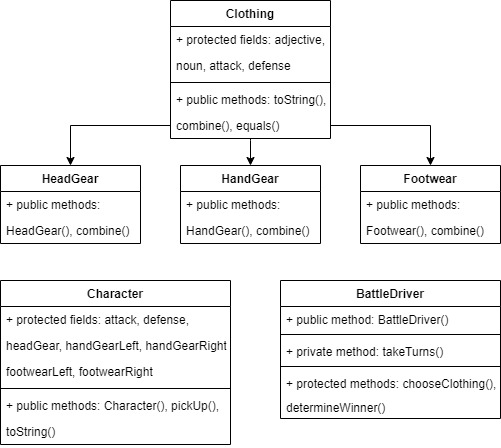 Clothing
+ protected fields: adjective,
noun, attack, defense
+ public methods: toString(),
combine(), equals()
HeadGear
+ public methods:
HeadGear(), combine()
HandGear
+ public methods:
HandGear(), combine()
Footwear
+ public methods:
Footwear(), combine()
Character
+ protected fields: attack, defense,
headGear, handGearLeft, handGearRight
footwearLeft, footwearRight
+ public methods: Character(), pickUp(),
toString()
BattleDriver
+ public method: BattleDriver()
+ private method: takeTurns()
+ protected methods: chooseClothing(),
determineWinner()